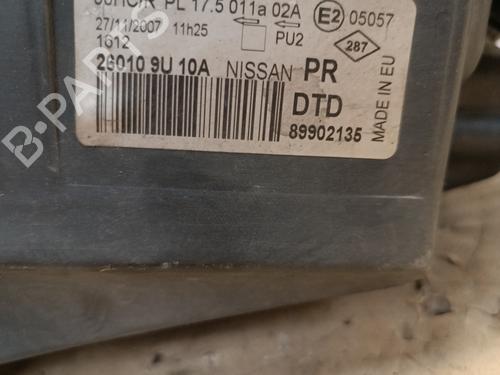 PL 17.5 011a 02A E2 05057
27/11/2007 11h25 PU2 287
1612
26010 9U 10A NISSAN PR
DTD
89902135
MADE IN EU
B-PARTS